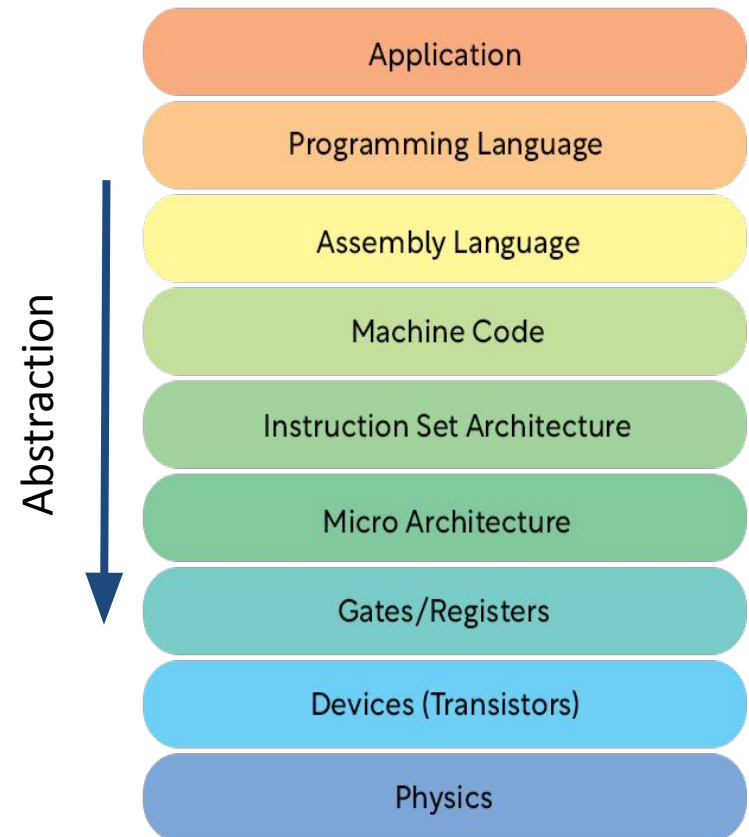 Application
Programming Language
Assembly Language
Machine Code
Instruction Set Architecture
Micro Architecture
Gates/Registers
Devices (Transistors)
Physics
Abstraction